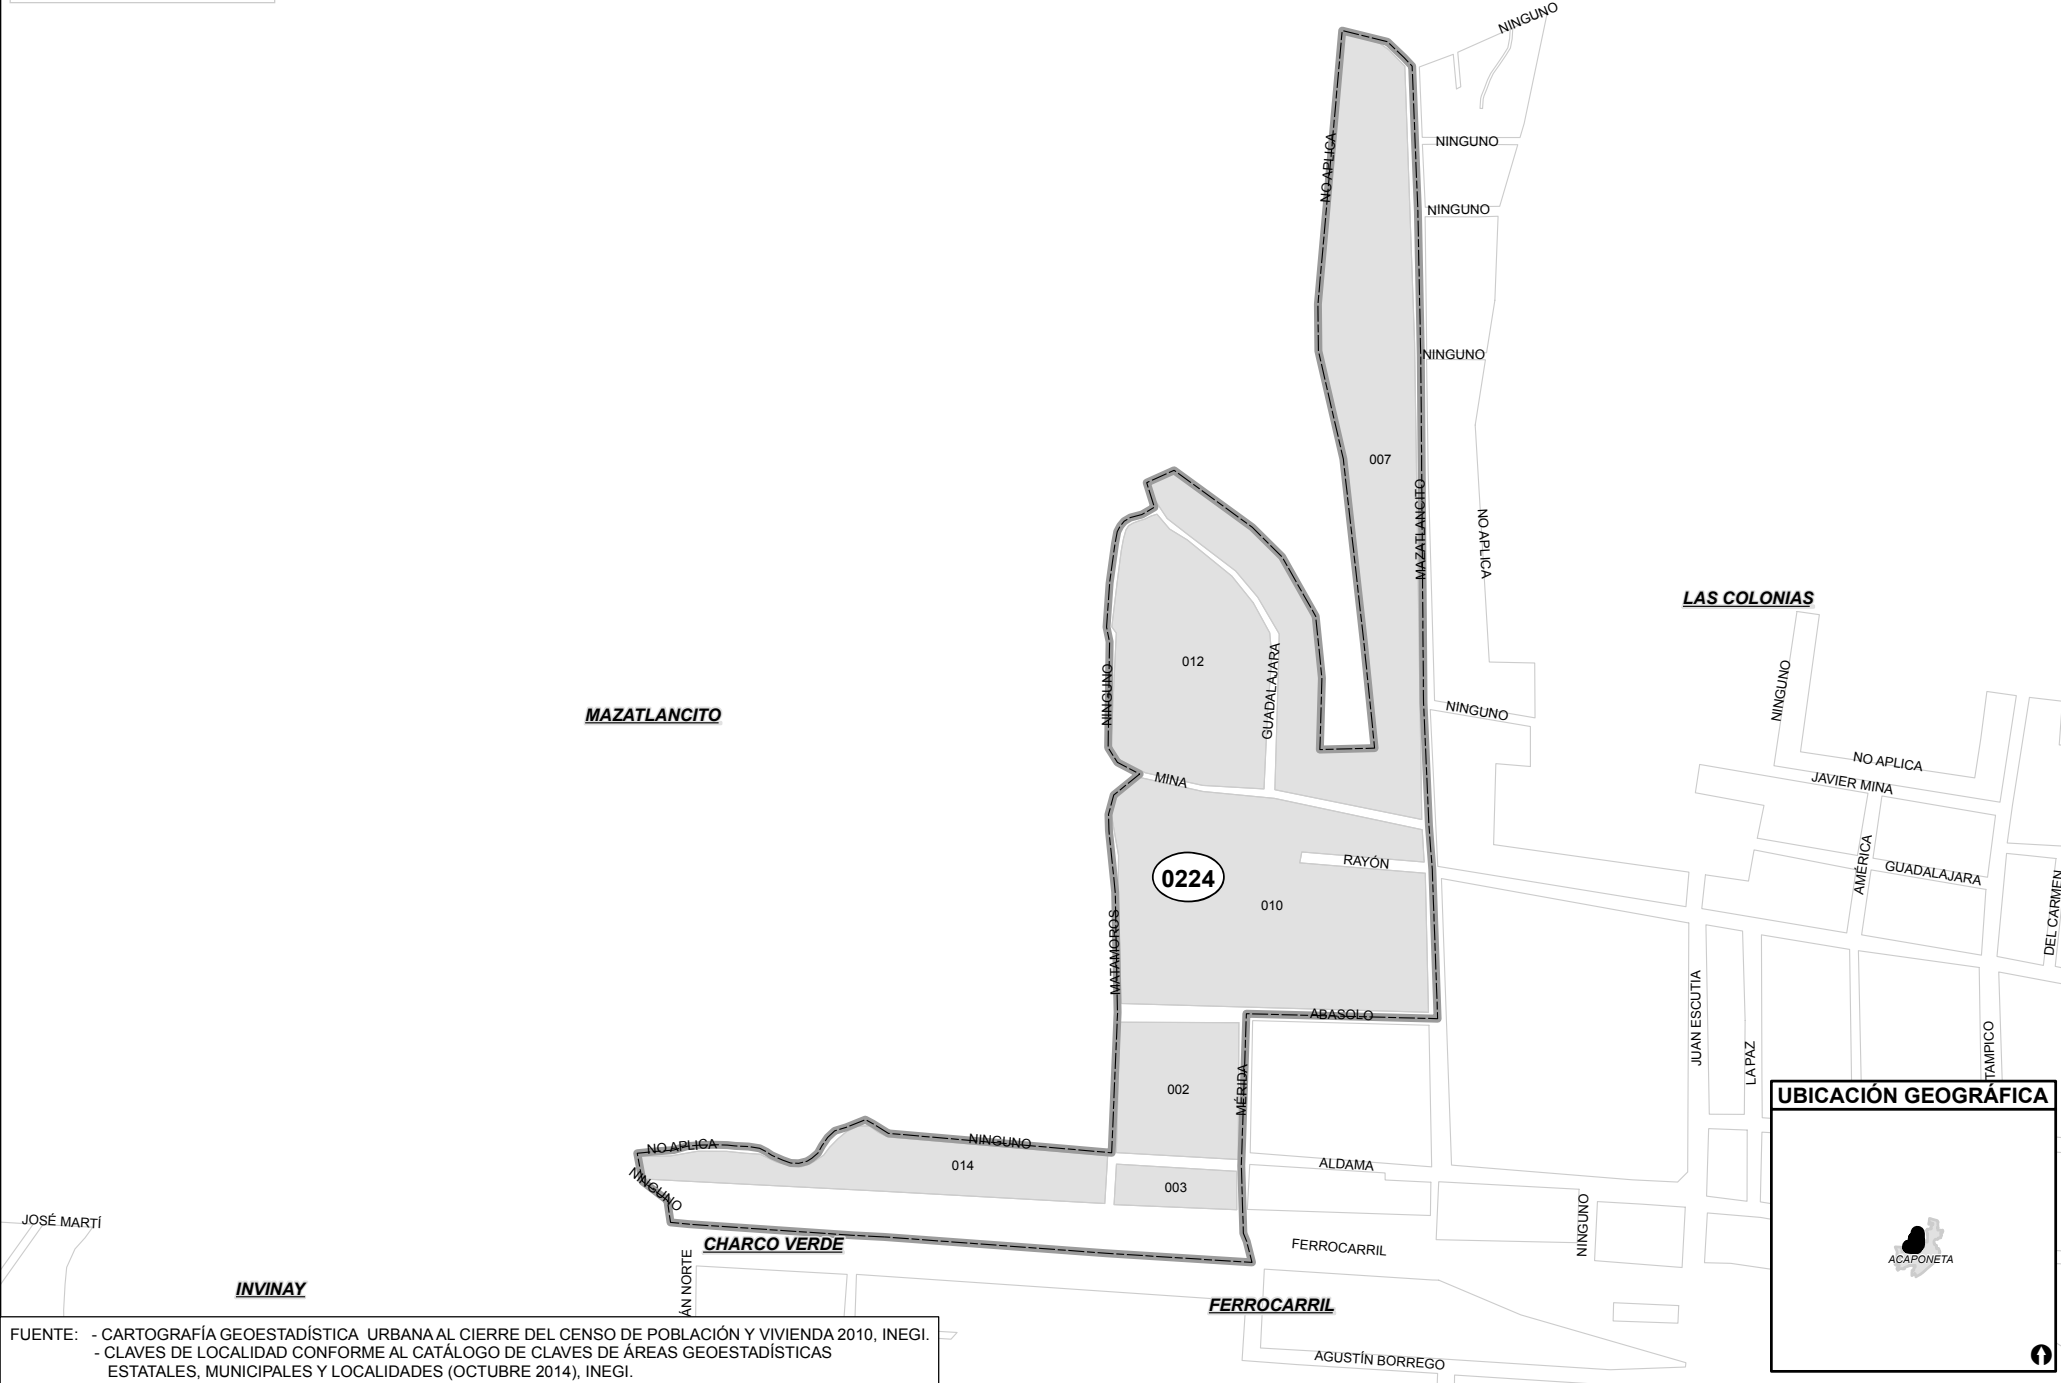 NINGUNO
NO APLICA
NINGUNO
NINGUNO
NINGUNO
007
MAZATLANCITO
NO APLICA
LAS COLONIAS
012
NINGUNO
GUADALAJARA
MAZATLANCITO
NINGUNO
NINGUNO
NO APLICA
JAVIER MINA
MINA
RAYÓN
AMÉRICA
GUADALAJARA
DEL CARMEN
0224
010
MATAMOROS
ABASOLO
JUAN ESCUTIA
LA PAZ
TAMPICO
002
MÉRIDA
NO APLICA
NINGUNO
014
ALDAMA
003
NINGUNO
NINGUNO
JOSÉ MARTÍ
CHARCO VERDE
FERROCARRIL
ÁN NORTE
INVINAY
FERROCARRIL
AGUSTÍN BORREGO
UBICACIÓN GEOGRÁFICA
ACAPONETA
FUENTE: - CARTOGRAFÍA GEOESTADÍSTICA URBANA AL CIERRE DEL CENSO DE POBLACIÓN Y VIVIENDA 2010, INEGI.
- CLAVES DE LOCALIDAD CONFORME AL CATÁLOGO DE CLAVES DE ÁREAS GEOESTADÍSTICAS
ESTATALES, MUNICIPALES Y LOCALIDADES (OCTUBRE 2014), INEGI.